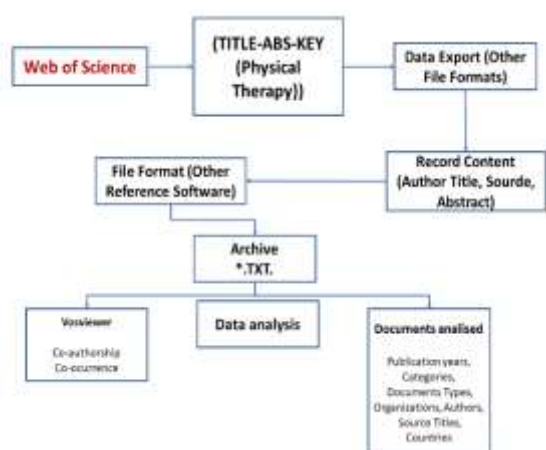 Web of Science
(TITLE-ABS-KEY
(Physical
Therapy))
Data Export (Other
File Formats)
File Format (Other
Reference Software)
Record Content
(Author Title, Sourde,
Abstract)
Archive
*.TXT.
Vosviewer
Co-authorship
Co-ocurrence
Data analysis
Documents analised
Publication years,
Categories,
Documents Types,
Organizations, Authors,
Source Titles,
Countries